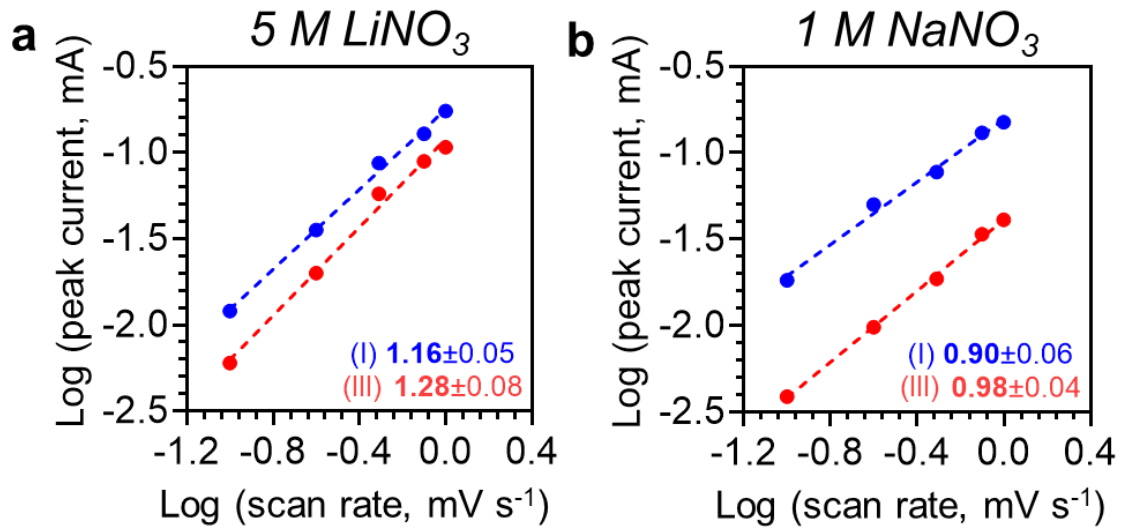 a
5 M LiNO₃
Log (peak current, mA)
-0.5
-1.0
-1.5
-2.0
-2.5
(I) 1.16±0.05
(III) 1.28±0.08
-1.2 -0.8 -0.4 0.0 0.4
Log (scan rate, mV s⁻¹)
b
1 M NaNO₃
Log (peak current, mA)
-0.5
-1.0
-1.5
-2.0
-2.5
(I) 0.90±0.06
(III) 0.98±0.04
-1.2 -0.8 -0.4 0.0 0.4
Log (scan rate, mV s⁻¹)